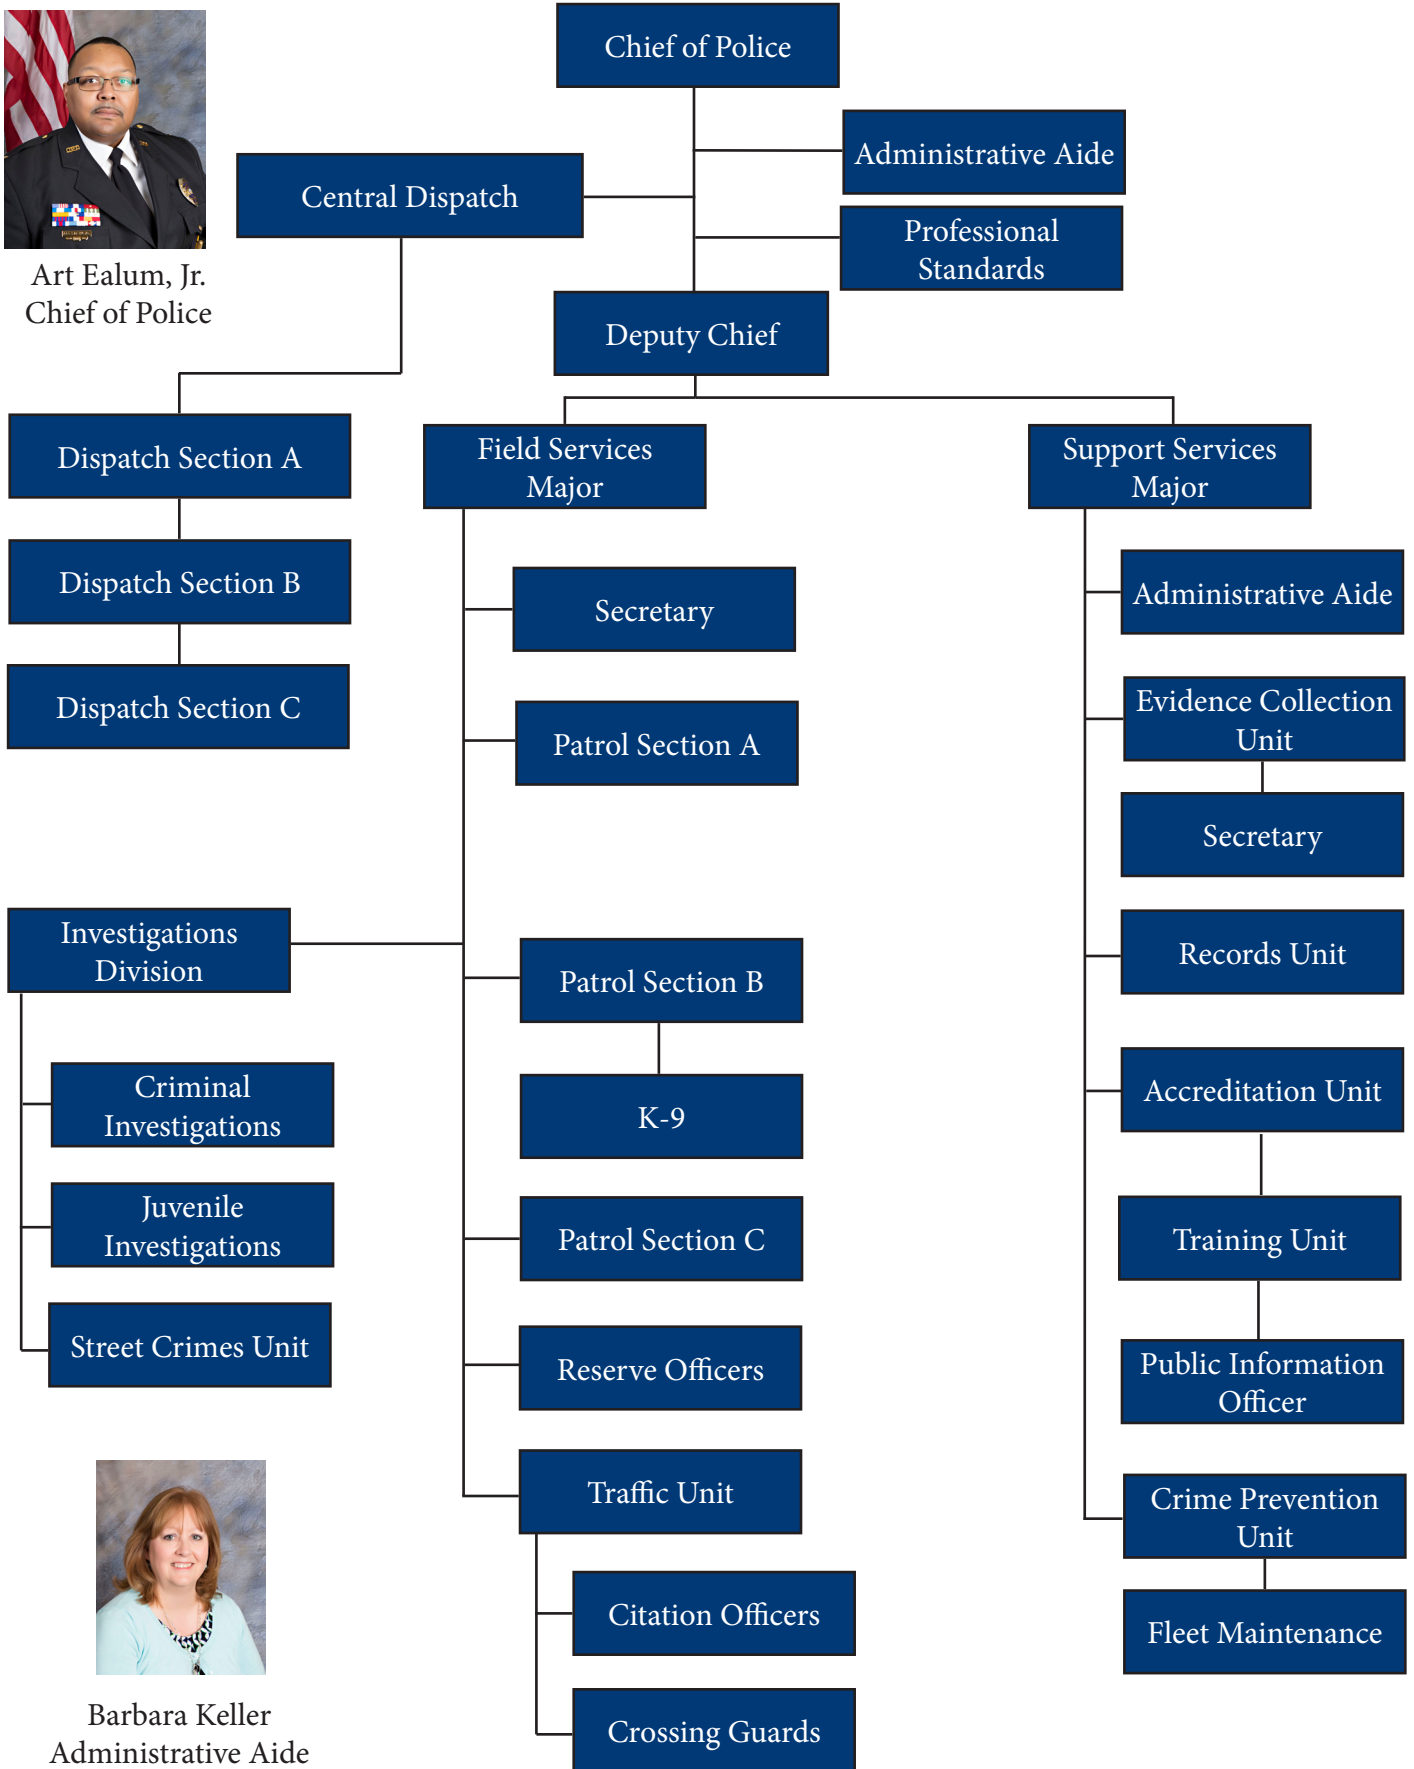 Chief of Police
Administrative Aide
Central Dispatch
Professional
Standards
Art Ealum, Jr.
Chief of Police
Deputy Chief
Dispatch Section A
Dispatch Section B
Dispatch Section C
Field Services
Major
Secretary
Patrol Section A
Investigations
Division
Criminal
Investigations
Juvenile
Investigations
Street Crimes Unit
Patrol Section B
K-9
Patrol Section C
Reserve Officers
Traffic Unit
Citation Officers
Crossing Guards
Support Services
Major
Administrative Aide
Evidence Collection
Unit
Secretary
Records Unit
Accreditation Unit
Training Unit
Public Information
Officer
Crime Prevention
Unit
Fleet Maintenance
Barbara Keller
Administrative Aide